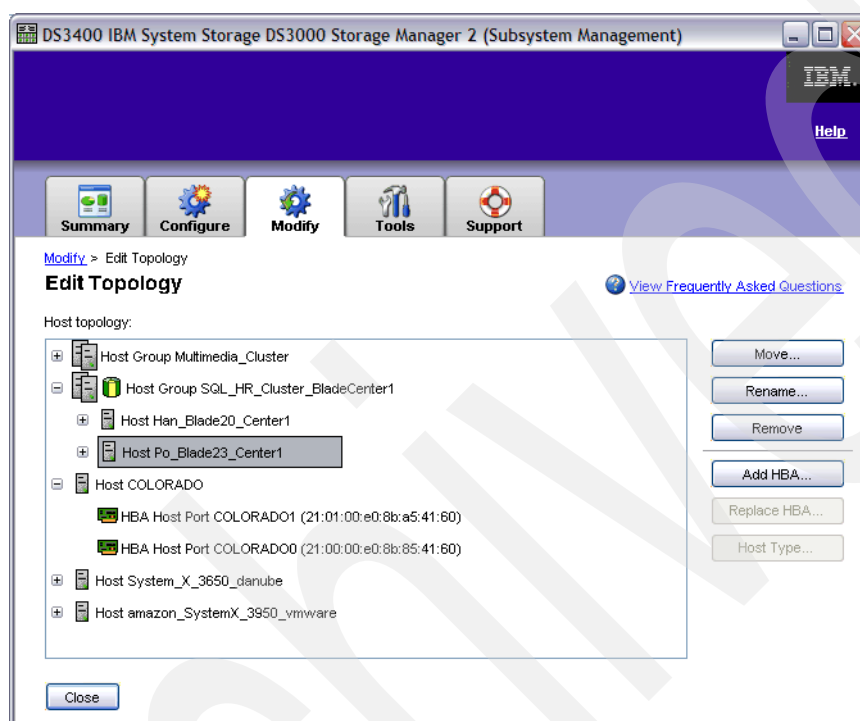 DS3400 IBM System Storage DS3000 Storage Manager 2 (Subsystem Management)
IBM.
Help
Summary
Configure
Modify
Tools
Support
Modify > Edit Topology
Edit Topology
View Frequently Asked Questions
Host topology:
Host Group Multimedia_Cluster
Host Group SQL_HR_Cluster_BladeCenter1
Host Han_Blade20_Center1
Host Po_Blade23_Center1
Host COLORADO
HBA Host Port COLORADO1 (21:01:00:e0:8b:a5:41:60)
HBA Host Port COLORADO0 (21:00:00:e0:8b:85:41:60)
Host System_X_3650_danube
Host amazon_SystemX_3950_vmware
Move...
Rename...
Remove
Add HBA...
Replace HBA...
Host Type...
Close